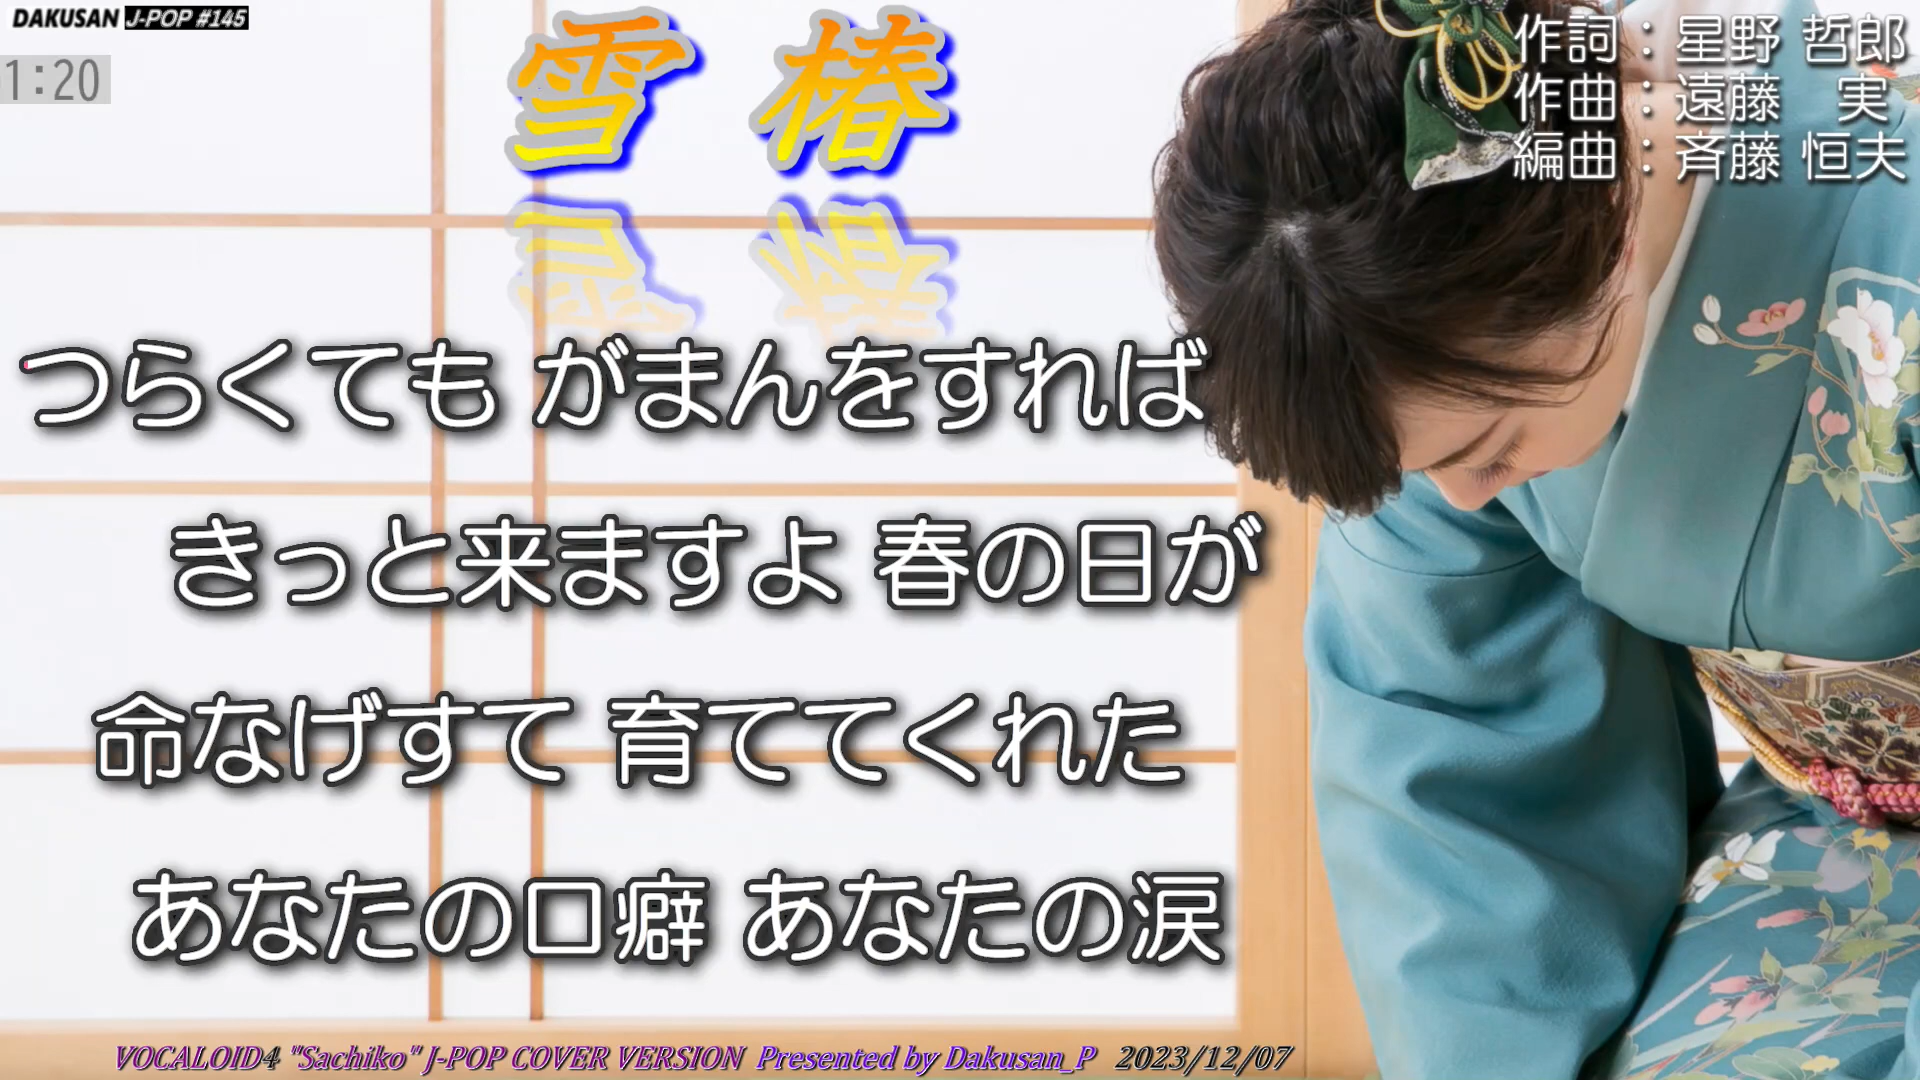 DAKUSAN J-POP #145
1:20
雪 椿
作詞：星野 哲郎
作曲：遠藤 実
編曲：斉藤 恒夫
つらくても がまんをすれば
きっと来ますよ 春の日が
命なげすて 育ててくれた
あなたの口癖 あなたの涙
VOCALOID4 "Sachiko" J-POP COVER VERSION Presented by Dakusan_P 2023/12/07